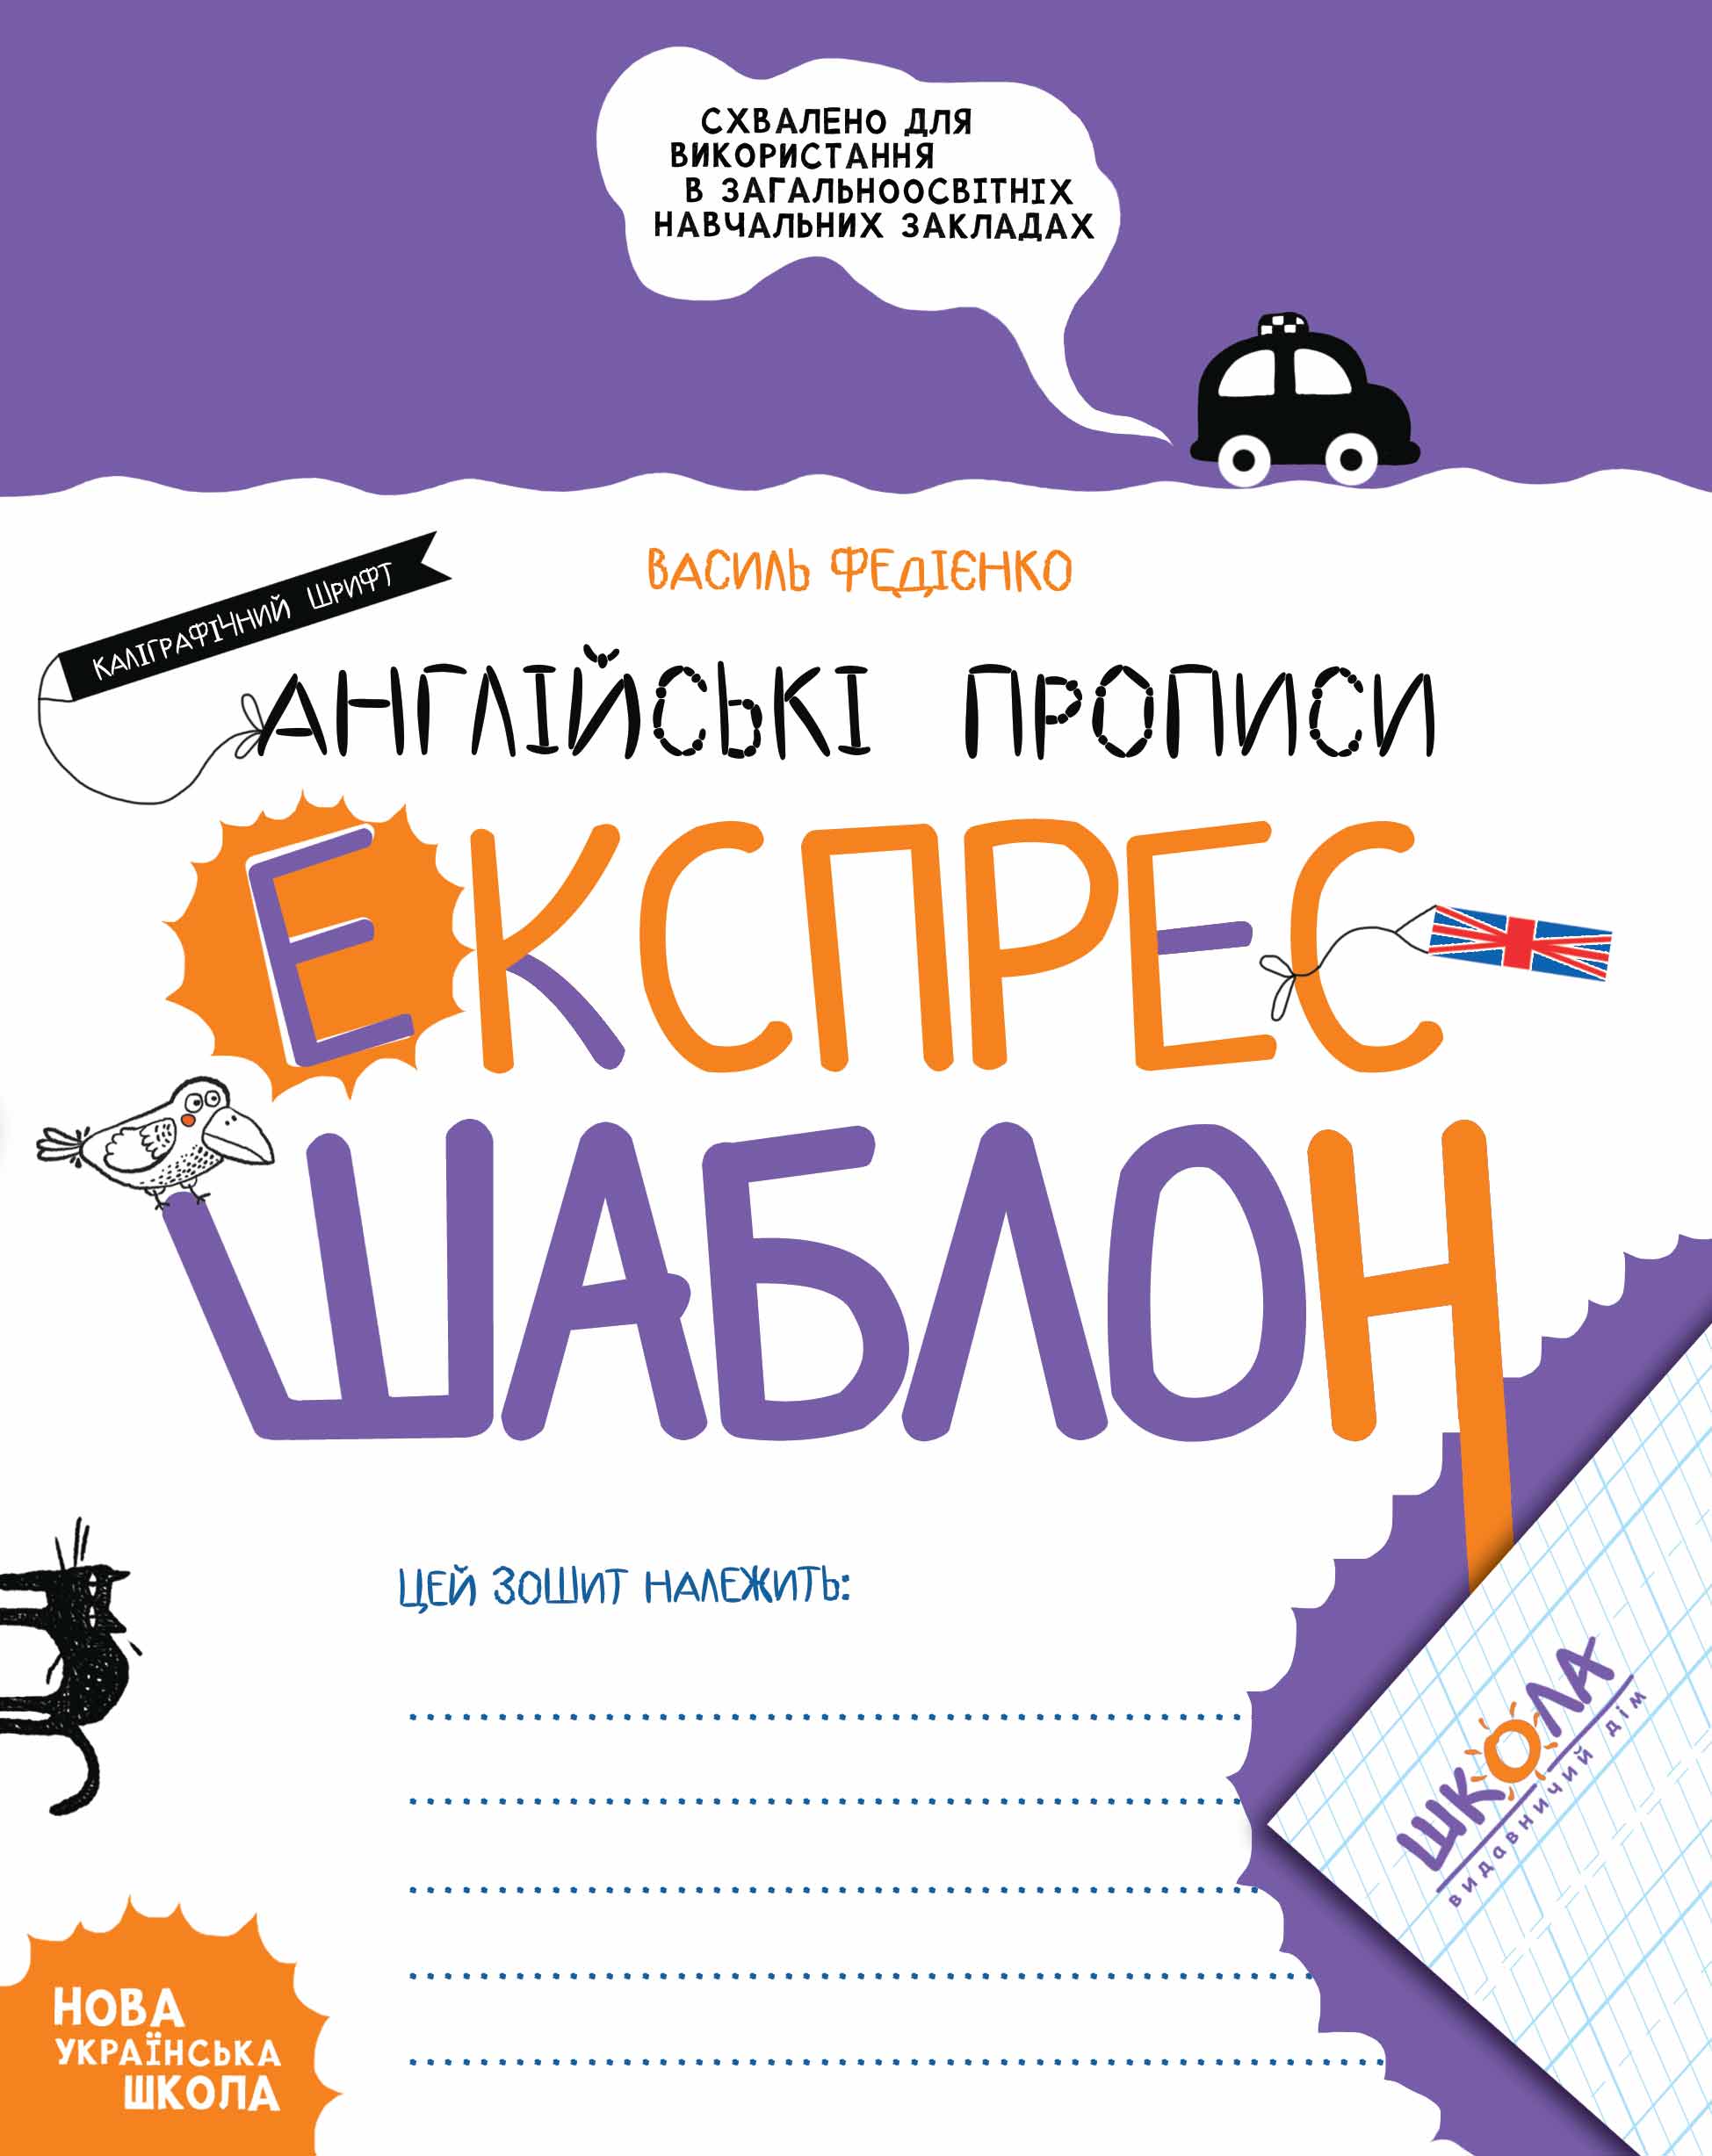 СХВАЛЕНО ДЛЯ
ВИКОРИСТАННЯ
В ЗАГАЛЬНООСВІТНІХ
НАВЧАЛЬНИХ ЗАКЛАДАХ
ВАСИЛЬ ФЕДІЄНКО
КАЛІГРАФІЧНИЙ ШРИФТ
АНГЛІЙСЬКІ ПРОПИСИ
ЕКСПРЕС
ШАБЛОН
ЦЕЙ ЗОШИТ НАЛЕЖИТЬ:
ШКОЛА
видавничий дім
НОВА
УКРАЇНСЬКА
ШКОЛА